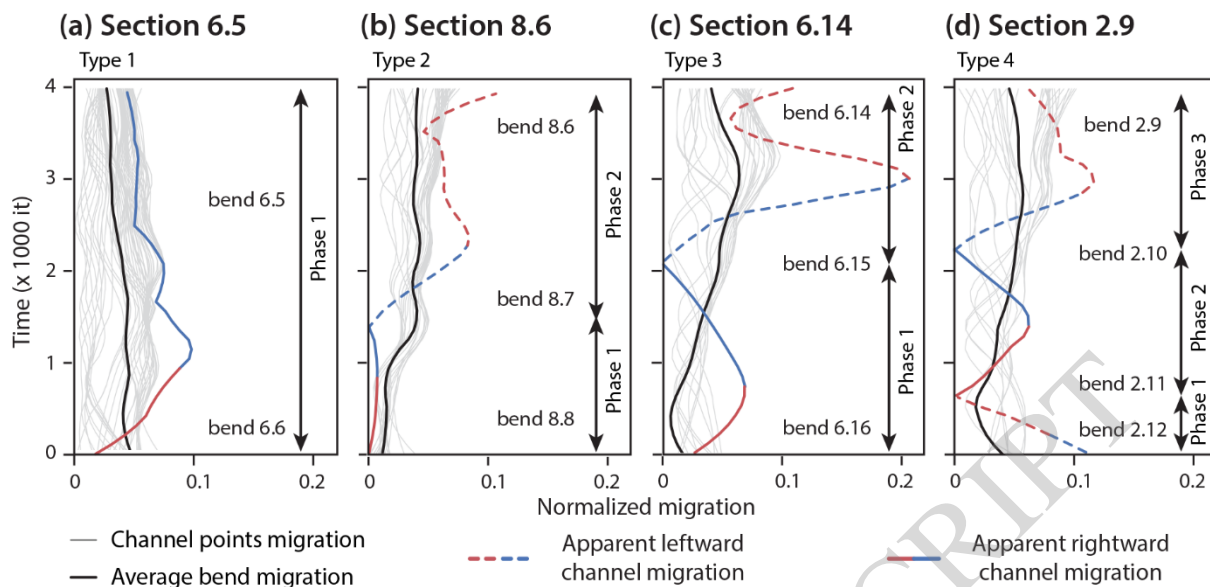 (a) Section 6.5
(b) Section 8.6
(c) Section 6.14
(d) Section 2.9
Type 1
Type 2
Type 3
Type 4
Time (x 1000 it)
4
3
2
1
0
bend 6.5
bend 6.6
Phase 1
0
0.1
0.2
bend 8.6
bend 8.7
bend 8.8
Phase 2
Phase 1
0
0.1
0.2
bend 6.14
bend 6.15
bend 6.16
Phase 2
Phase 1
0
0.1
0.2
bend 2.9
bend 2.10
bend 2.11
bend 2.12
Phase 3
Phase 2
Phase 1
0
0.1
0.2
Normalized migration
Channel points migration
Average bend migration
Apparent leftward
channel migration
Apparent rightward
channel migration
CRIPT